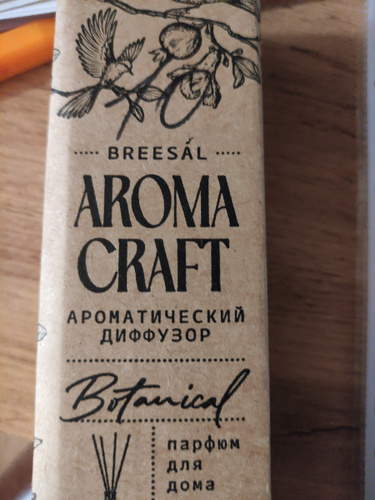 BREESÁL
AROMA
CRAFT
АРОМАТИЧЕСКИЙ
ДИФФУЗОР
Botanical
парфюм
для
дома